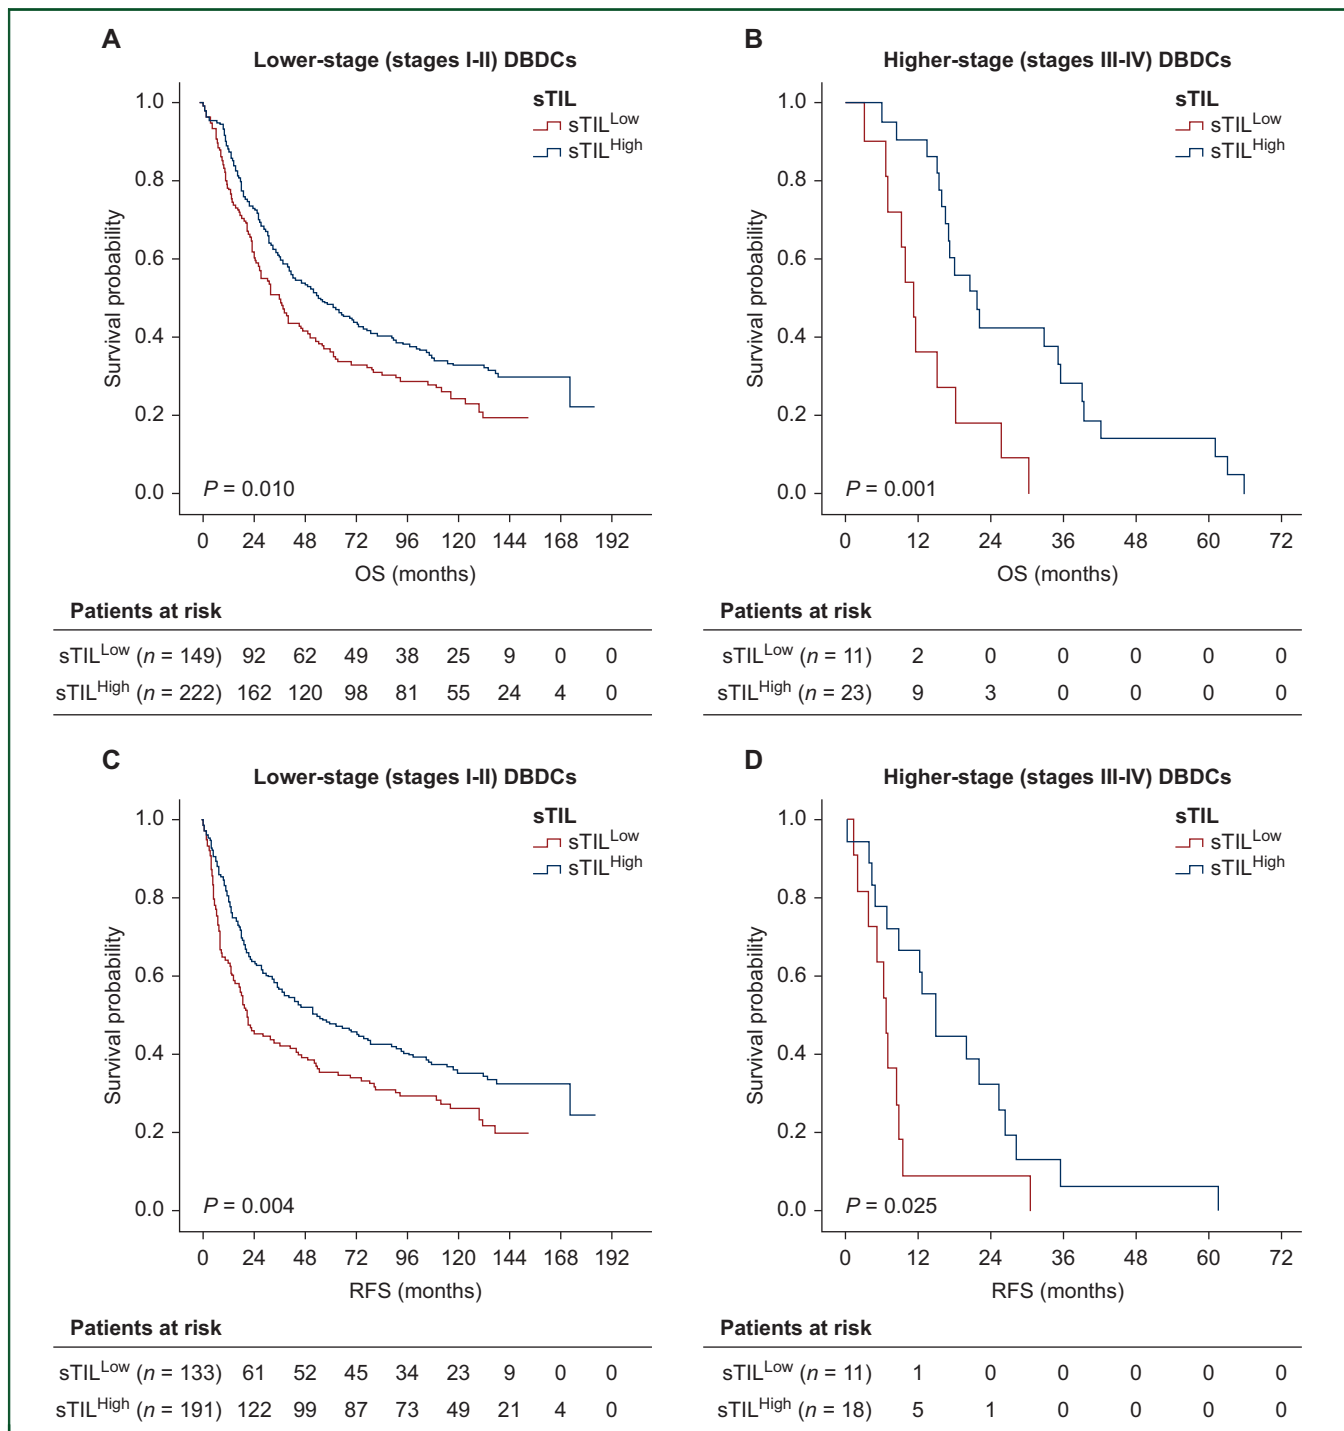 A
Lower-stage (stages I-II) DBDCs
sTIL
sTILLow
sTILHigh
Survival probability
1.0
0.8
0.6
0.4
0.2
0.0
P = 0.010
0 24 48 72 96 120 144 168 192
OS (months)
Patients at risk
sTILLow (n = 149) 92 62 49 38 25 9 0 0
sTILHigh (n = 222) 162 120 98 81 55 24 4 0
B
Higher-stage (stages III-IV) DBDCs
sTIL
sTILLow
sTILHigh
Survival probability
1.0
0.8
0.6
0.4
0.2
0.0
P = 0.001
0 12 24 36 48 60 72
OS (months)
Patients at risk
sTILLow (n = 11) 2 0 0 0 0 0
sTILHigh (n = 23) 9 3 0 0 0 0
C
Lower-stage (stages I-II) DBDCs
sTIL
sTILLow
sTILHigh
Survival probability
1.0
0.8
0.6
0.4
0.2
0.0
P = 0.004
0 24 48 72 96 120 144 168 192
RFS (months)
Patients at risk
sTILLow (n = 133) 61 52 45 34 23 9 0 0
sTILHigh (n = 191) 122 99 87 73 49 21 4 0
D
Higher-stage (stages III-IV) DBDCs
sTIL
sTILLow
sTILHigh
Survival probability
1.0
0.8
0.6
0.4
0.2
0.0
P = 0.025
0 12 24 36 48 60 72
RFS (months)
Patients at risk
sTILLow (n = 11) 1 0 0 0 0 0
sTILHigh (n = 18) 5 1 0 0 0 0